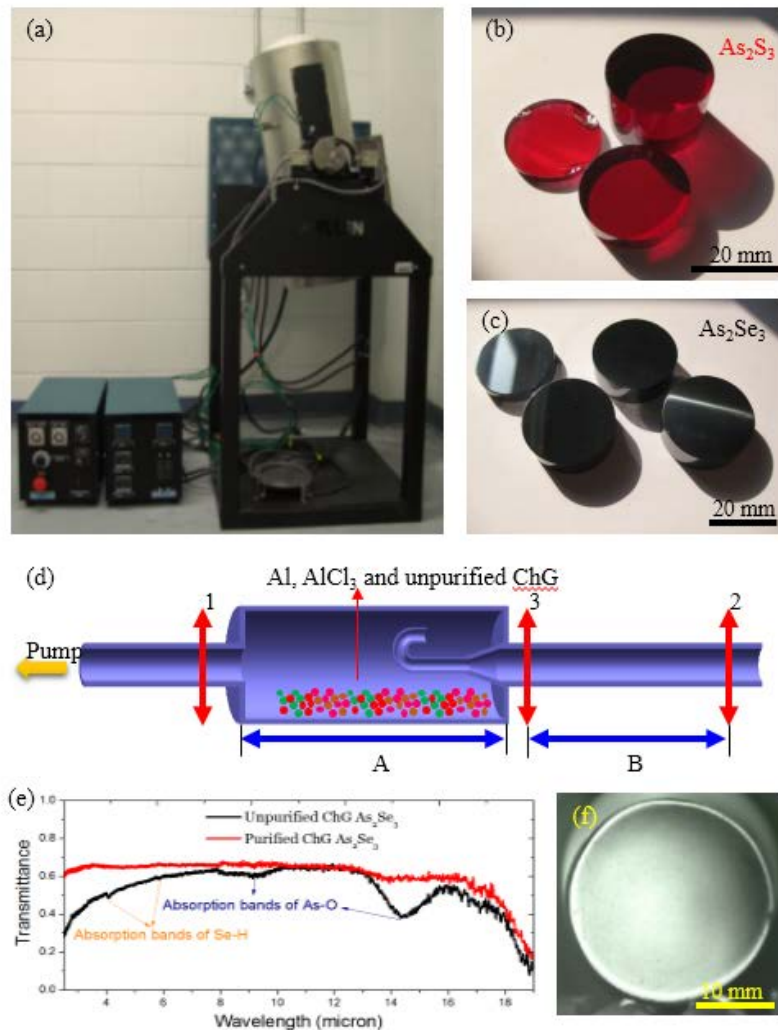 (a)
(b)
As₂S₃
20 mm
(c)
As₂Se₃
20 mm
(d)
Al, AlCl₃ and unpurified ChG
1
3
2
Pump
A
B
(e)
Unpurified ChG As₂Se₃
Purified ChG As₂Se₃
Absorption bands of As-O
Absorption bands of Se-H
Transmittance
1.0
0.8
0.6
0.4
0.2
0.0
4
6
8
10
12
14
16
18
Wavelength (micron)
(f)
10 mm